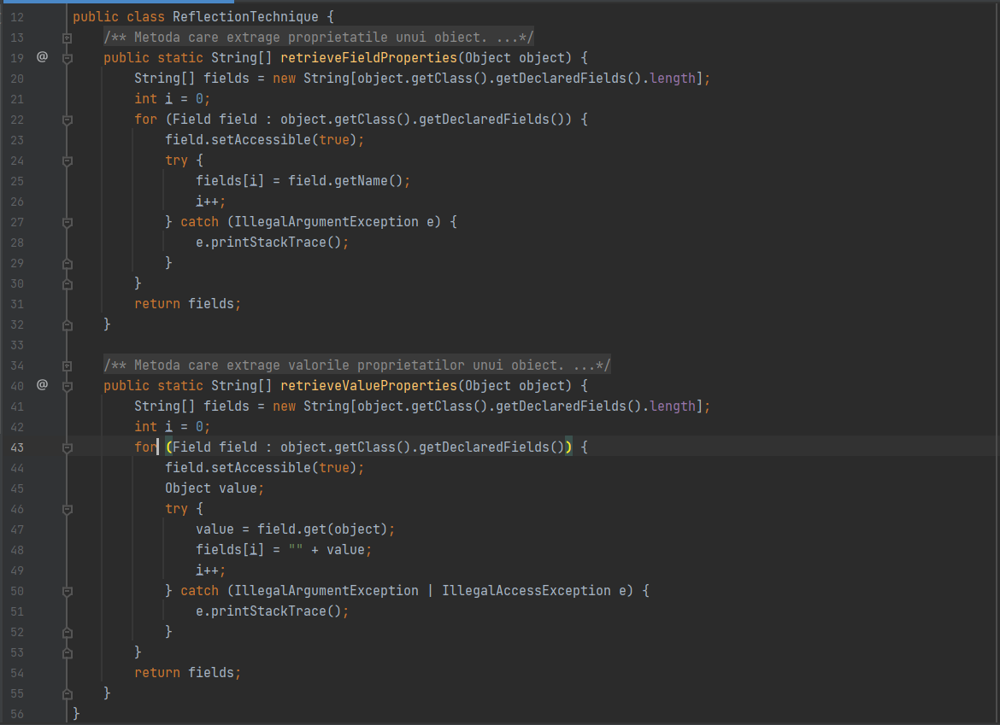 12 public class ReflectionTechnique {
13 /** Metoda care extrage proprietatile unui obiect. ...*/
19 @ public static String[] retrieveFieldProperties(Object object) {
20 String[] fields = new String[object.getClass().getDeclaredFields().length];
21 int i = 0;
22 for (Field field : object.getClass().getDeclaredFields()) {
23 field.setAccessible(true);
24 try {
25 fields[i] = field.getName();
26 i++;
27 } catch (IllegalArgumentException e) {
28 e.printStackTrace();
29 }
30 }
31 return fields;
32 }
33
34 /** Metoda care extrage valorile proprietatilor unui obiect. ...*/
40 @ public static String[] retrieveValueProperties(Object object) {
41 String[] fields = new String[object.getClass().getDeclaredFields().length];
42 int i = 0;
43 for (Field field : object.getClass().getDeclaredFields()) {
44 field.setAccessible(true);
45 Object value;
46 try {
47 value = field.get(object);
48 fields[i] = "" + value;
49 i++;
50 } catch (IllegalArgumentException | IllegalAccessException e) {
51 e.printStackTrace();
52 }
53 }
54 return fields;
55 }
56 }